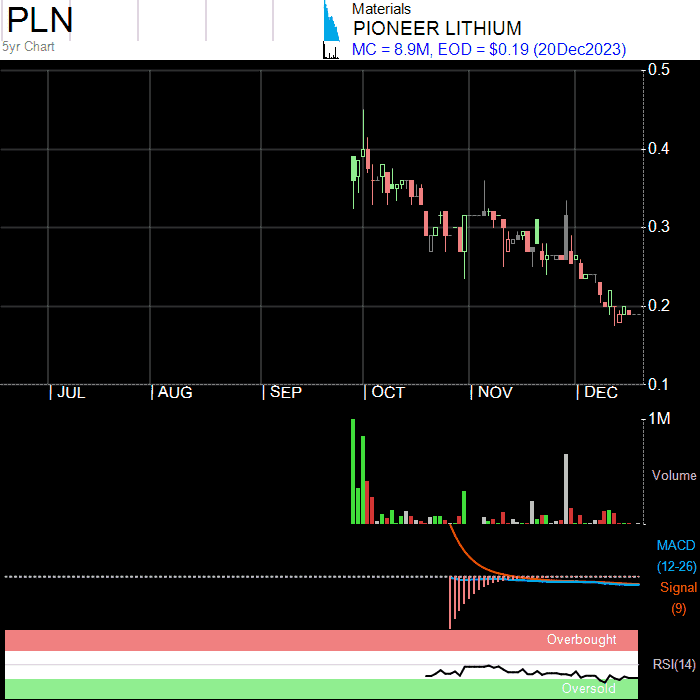 PLN
5yr Chart
Materials
PIONEER LITHIUM
MC = 8.9M, EOD = $0.19 (20Dec2023)
0.5
0.4
0.3
0.2
0.1
JUL AUG SEP OCT NOV DEC
1M
Volume
MACD
(12-26)
Signal
(9)
Overbought
RSI(14)
Oversold